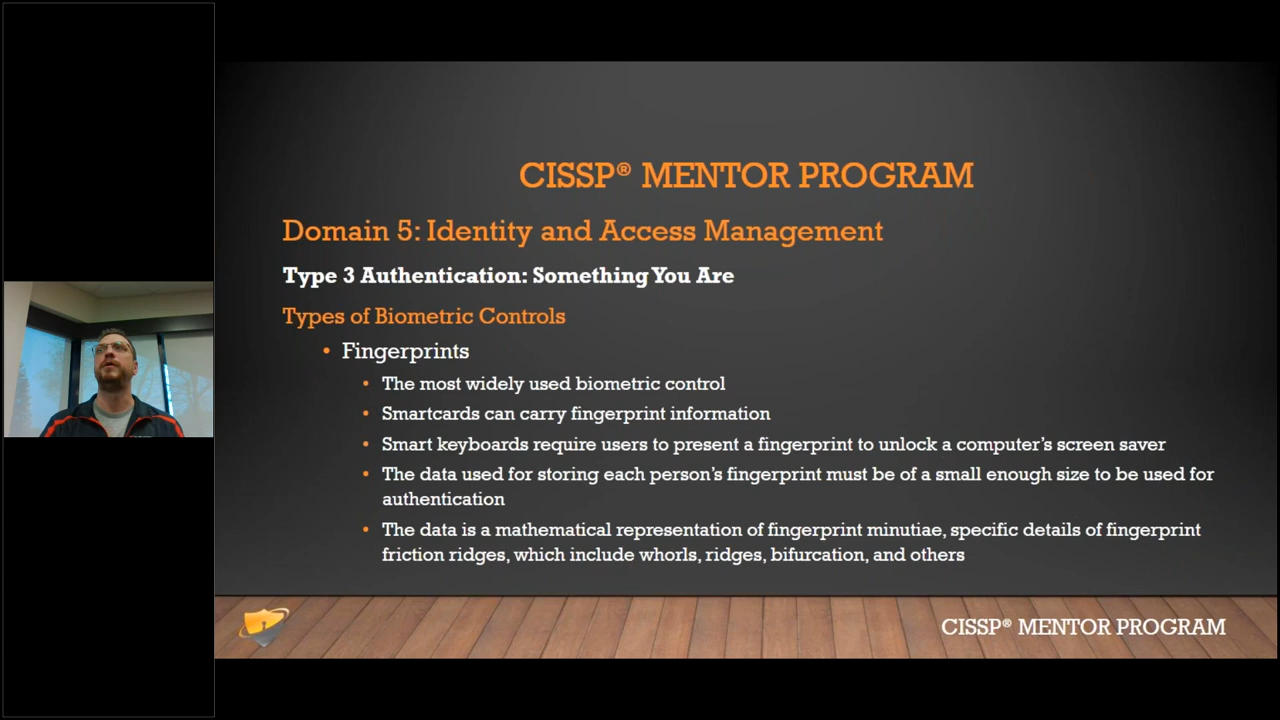 CISSP® MENTOR PROGRAM
Domain 5: Identity and Access Management
Type 3 Authentication: Something You Are
Types of Biometric Controls
• Fingerprints
• The most widely used biometric control
• Smartcards can carry fingerprint information
• Smart keyboards require users to present a fingerprint to unlock a computer's screen saver
• The data used for storing each person's fingerprint must be of a small enough size to be used for
authentication
• The data is a mathematical representation of fingerprint minutiae, specific details of fingerprint
friction ridges, which include whorls, ridges, bifurcation, and others
CISSP® MENTOR PROGRAM